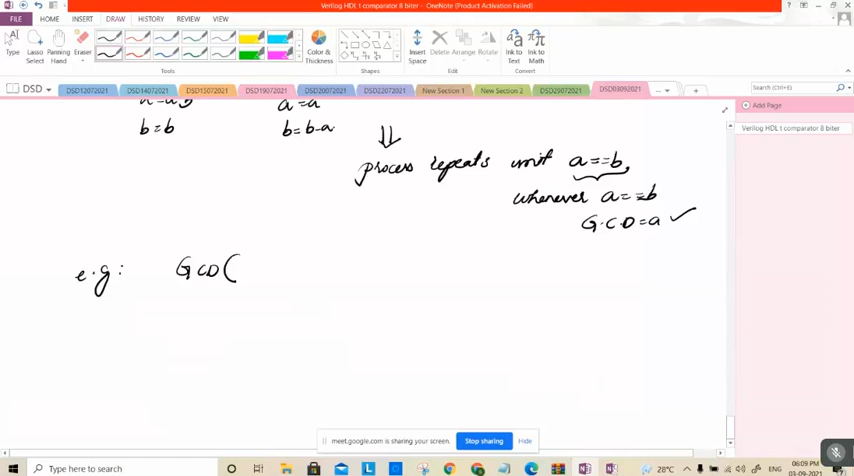 Verilog HDL t comparator 8 biter - OneNote (Product Activation Failed)
FILE HOME INSERT DRAW HISTORY REVIEW VIEW
Type Lasso Select Panning Hand Eraser Color & Thickness Insert Space Delete Arrange Rotate Ink to Text Ink to Math
Tools Shapes Edit Convert
DSD DSD12072021 DSD14072021 DSD15072021 DSD19072021 DSD20072021 DSD22072021 New Section 1 New Section 2 DSD29072021 DSD03092021 ... + Search (Ctrl+E)
Add Page
Verilog HDL t comparator 8 biter
a=a-b a=a
b=b b=b-a
process repeats until a==b,
whenever a==b
G.C.D=a ✓
e.g: GCD(
meet.google.com is sharing your screen. Stop sharing Hide
Type here to search 28°C ENG 06:09 PM
03-09-2021